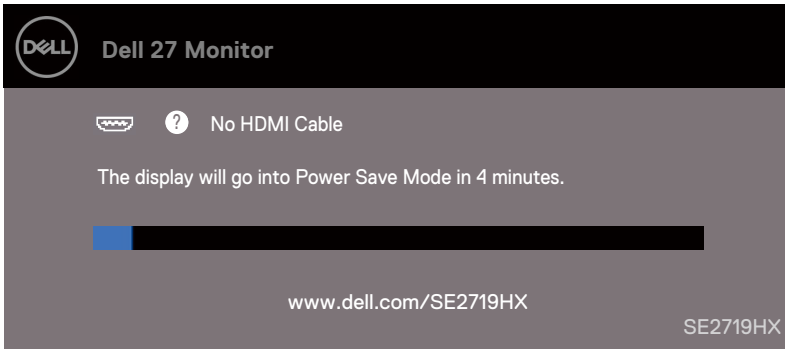 DELL
Dell 27 Monitor
? No HDMI Cable
The display will go into Power Save Mode in 4 minutes.
www.dell.com/SE2719HX
SE2719HX